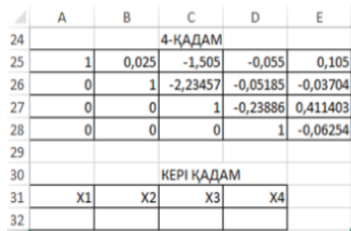 A B C D E
24 4-ҚАДАМ
25 1 0,025 -1,505 -0,055 0,105
26 0 1 -2,23457 -0,05185 -0,03704
27 0 0 1 -0,23886 0,411403
28 0 0 0 1 -0,06254
29
30 КЕРІ ҚАДАМ
31 X1 X2 X3 X4
32